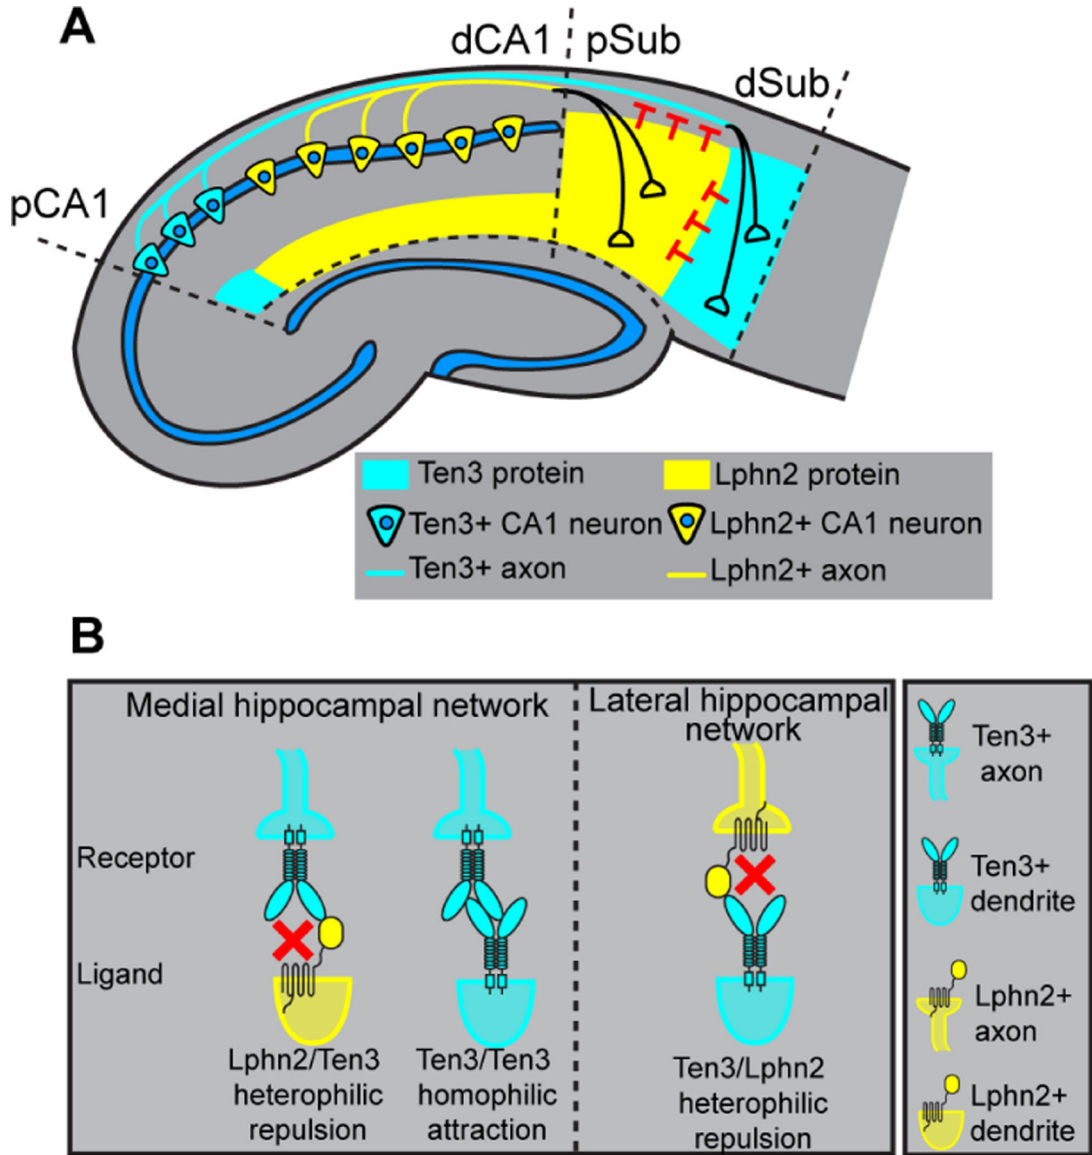 A
dCA1
pSub
dSub
pCA1
Ten3 protein
Lphn2 protein
Ten3+ CA1 neuron
Lphn2+ CA1 neuron
Ten3+ axon
Lphn2+ axon
B
Medial hippocampal network
Lateral hippocampal
network
Receptor
Ligand
Lphn2/Ten3
heterophilic
repulsion
Ten3/Ten3
homophilic
attraction
Ten3/Lphn2
heterophilic
repulsion
Ten3+
axon
Ten3+
dendrite
Lphn2+
axon
Lphn2+
dendrite